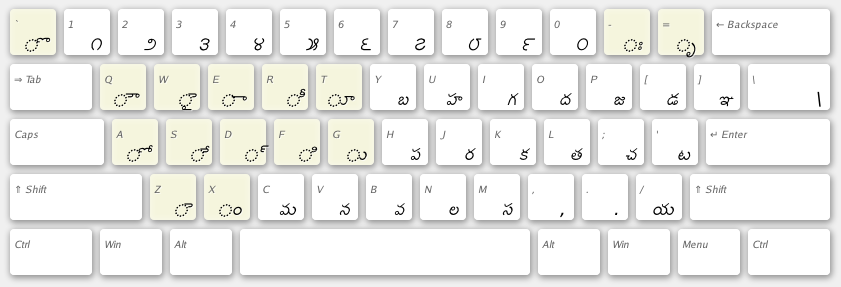 ` ొ 1 ౧ 2 ౨ 3 ౩ 4 ౪ 5 ౫ 6 ౬ 7 ౭ 8 ౮ 9 ౯ 0 ౦ - ః = ృ ← Backspace
⇒ Tab Q ౌ W ై E ా R ీ T ూ Y బ U హ I గ O ద P జ [ డ ] ఞ \ \
Caps A ో S ే D ్ F ి G ు H ప J ర K క L త ; చ ' ట ↵ Enter
⇑ Shift Z ె X ం C మ V న B వ N ల M స , , . . / య ⇑ Shift
Ctrl Win Alt Alt Win Menu Ctrl